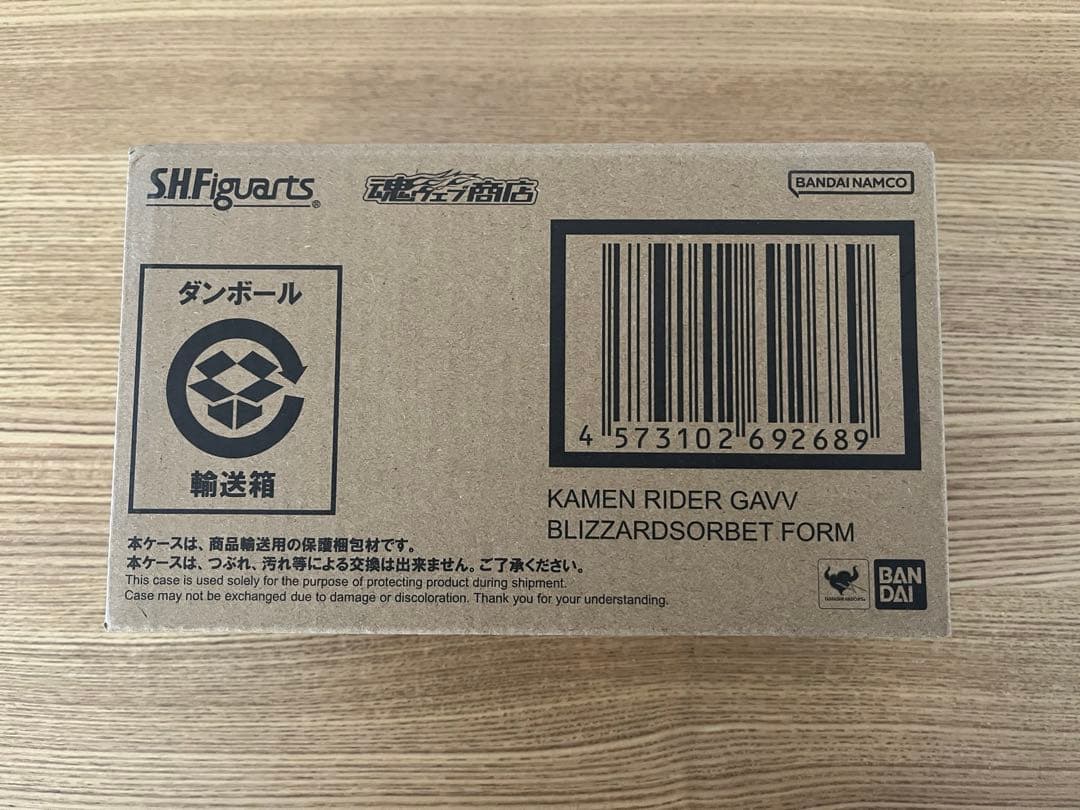 S.H.Figuarts®
魂ウェブ商店
BANDAI NAMCO
ダンボール
輸送箱
4 573102 692689
KAMEN RIDER GAVV
BLIZZARDSORBET FORM
本ケースは、商品輸送用の保護梱包材です。
本ケースは、つぶれ、汚れ等による交換は出来ません。ご了承ください。
This case is used solely for the purpose of protecting product during shipment.
Case may not be exchanged due to damage or discoloration. Thank you for your understanding.
BAN
DAI